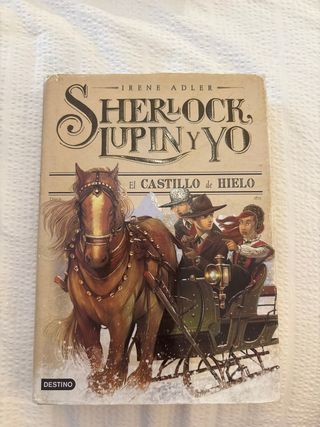 IRENE ADLER
SHERLOCK,
LUPIN Y YO
El CASTILLO de HIELO
DESTINO